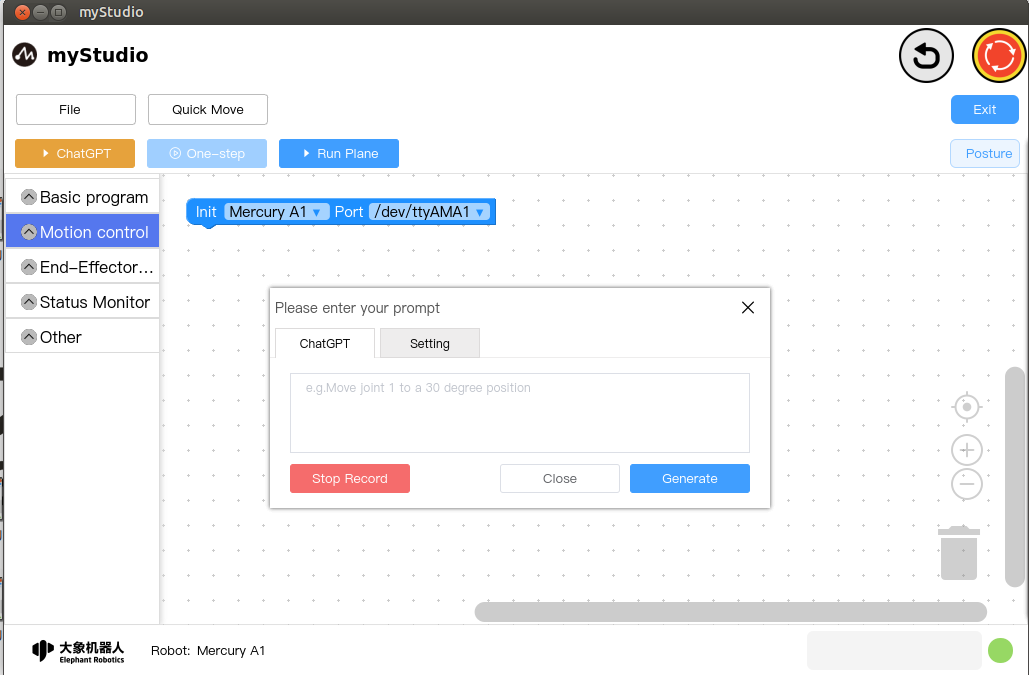 myStudio
myStudio
File
Quick Move
Exit
ChatGPT
One-step
Run Plane
Posture
Basic program
Motion control
End-Effector...
Status Monitor
Other
Init Mercury A1 Port /dev/ttyAMA1
Please enter your prompt
ChatGPT
Setting
e.g.Move joint 1 to a 30 degree position
Stop Record
Close
Generate
大象机器人
Elephant Robotics
Robot: Mercury A1